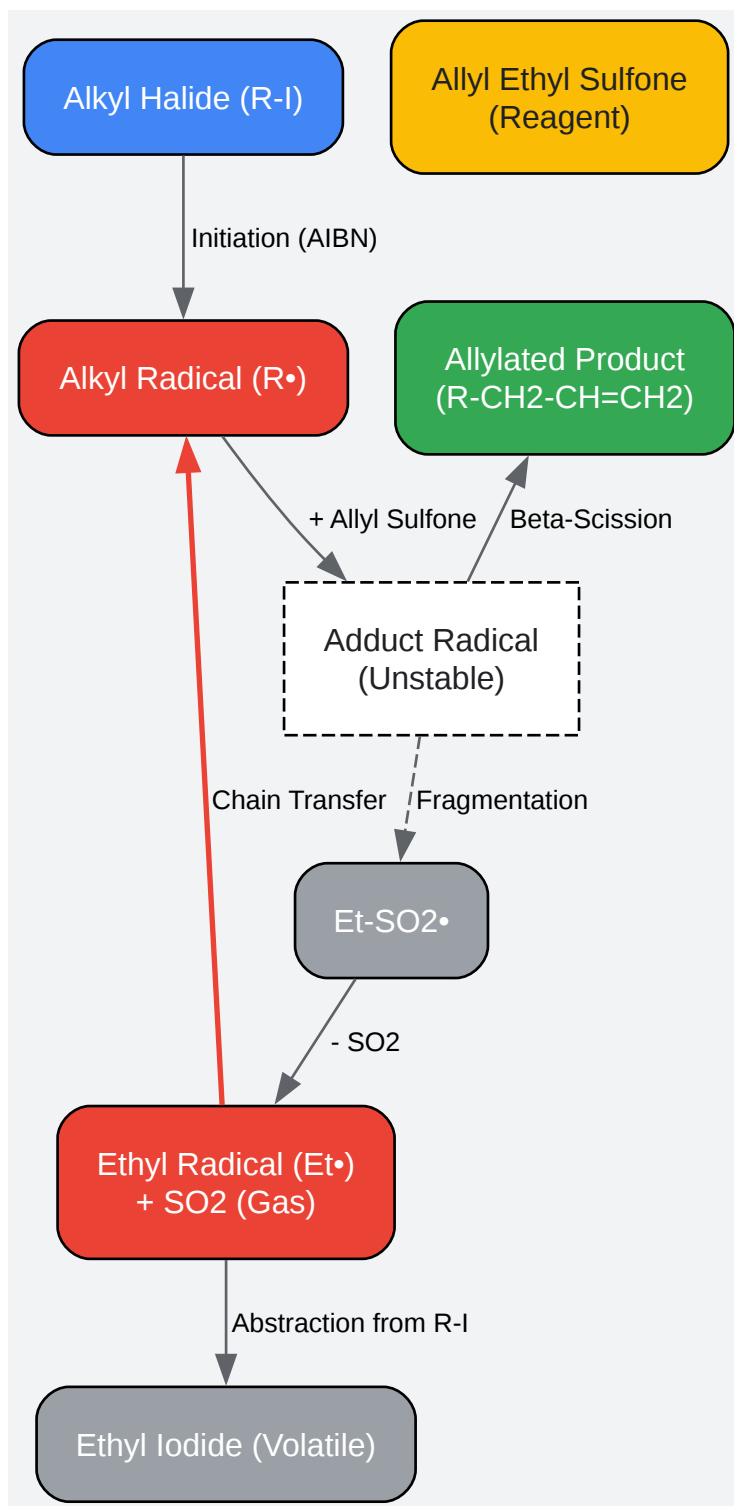 Alkyl Halide (R-I)
Allyl Ethyl Sulfone
(Reagent)
Initiation (AIBN)
Alkyl Radical (R•)
Allylated Product
(R-CH2-CH=CH2)
+ Allyl Sulfone
Beta-Scission
Adduct Radical
(Unstable)
Chain Transfer
Fragmentation
Et-SO2•
- SO2
Ethyl Radical (Et•)
+ SO2 (Gas)
Abstraction from R-I
Ethyl Iodide (Volatile)